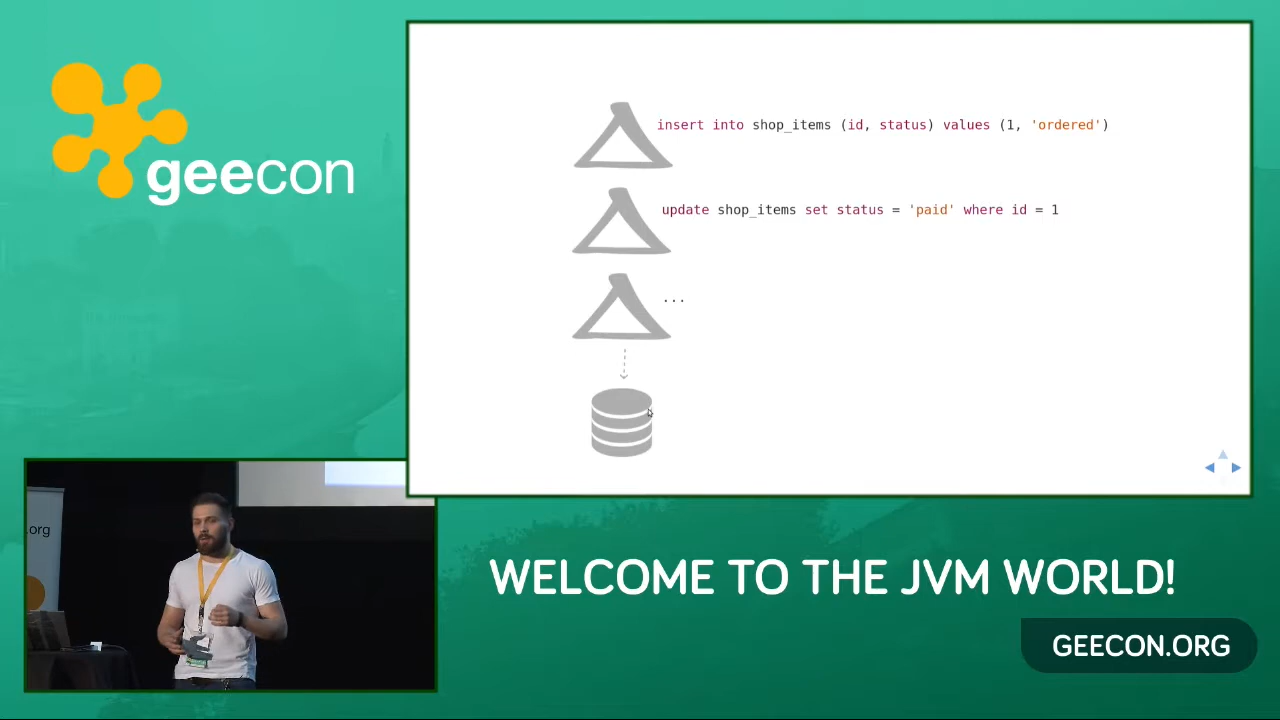 geecon
insert into shop_items (id, status) values (1, 'ordered')
update shop_items set status = 'paid' where id = 1
...
.org
WELCOME TO THE JVM WORLD!
GEECON.ORG